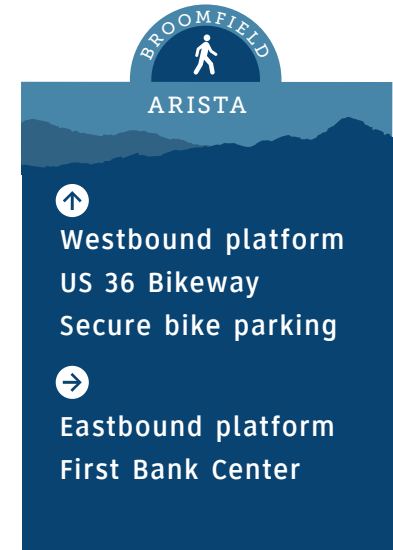 BROOMFIELD
ARISTA
Westbound platform
US 36 Bikeway
Secure bike parking
Eastbound platform
First Bank Center